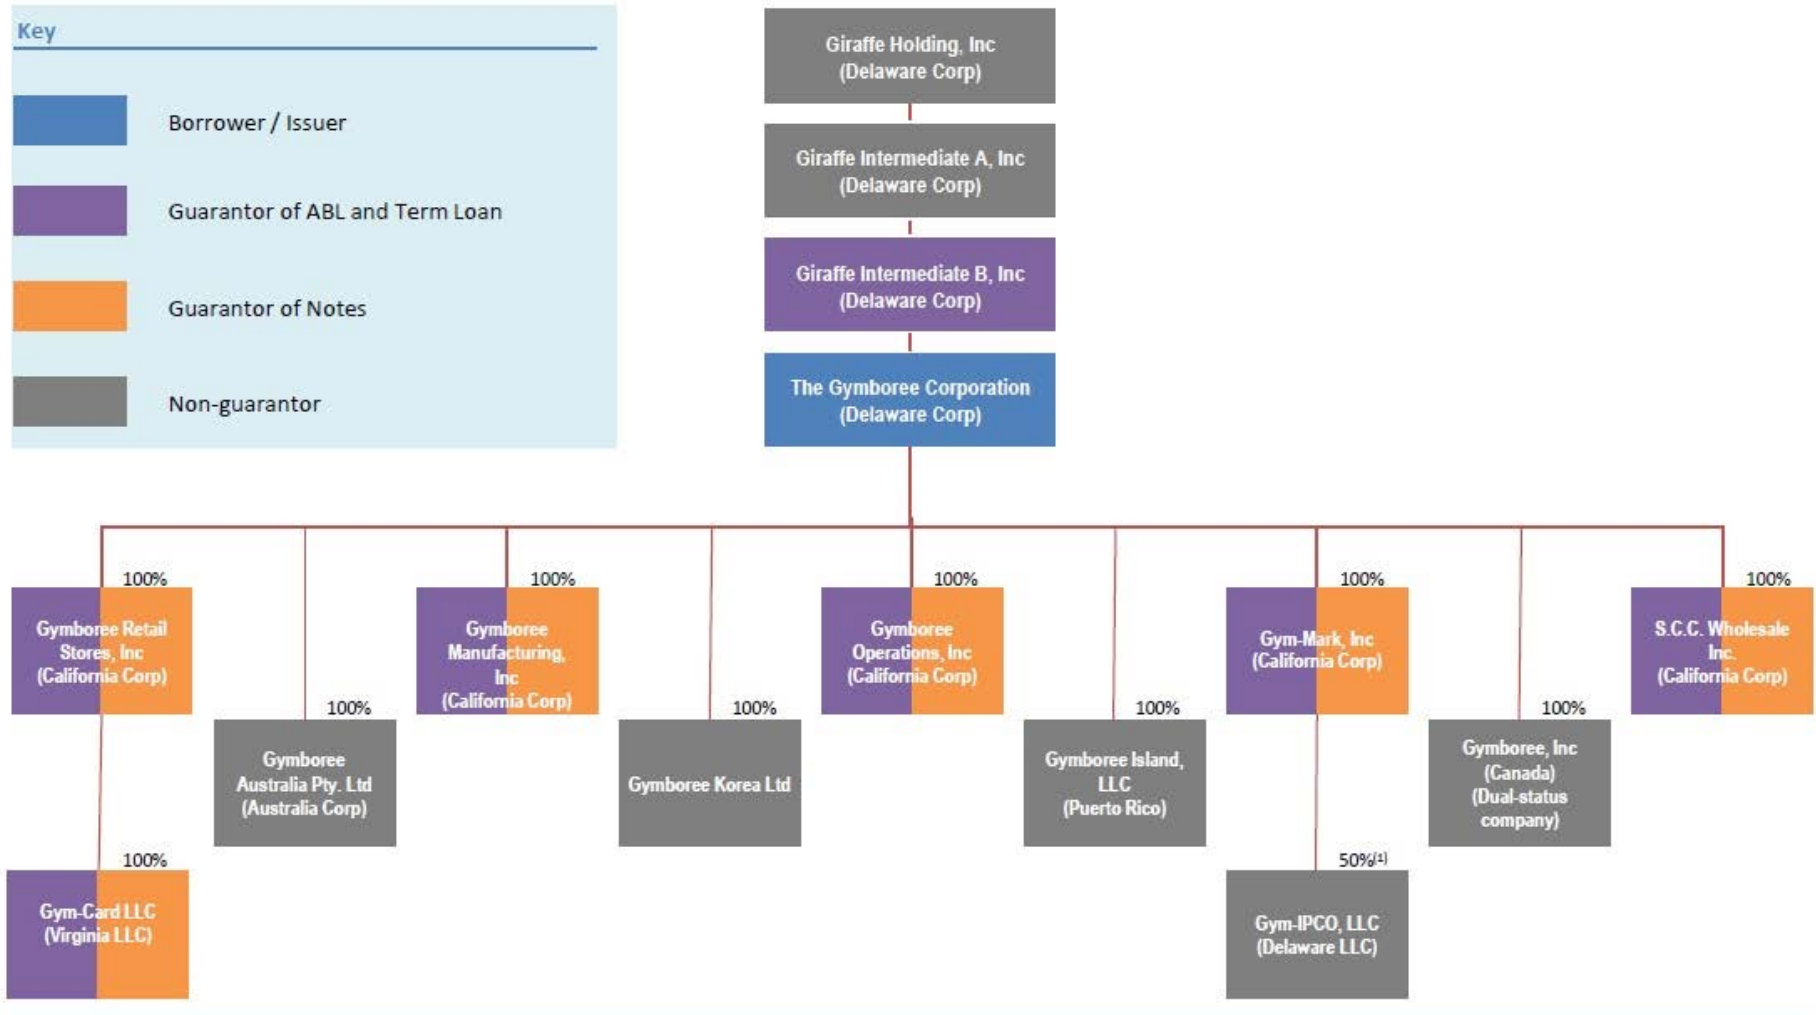 Key
Borrower / Issuer
Guarantor of ABL and Term Loan
Guarantor of Notes
Non-guarantor
Giraffe Holding, Inc
(Delaware Corp)
Giraffe Intermediate A, Inc
(Delaware Corp)
Giraffe Intermediate B, Inc
(Delaware Corp)
The Gymboree Corporation
(Delaware Corp)
100%
Gymboree Retail
Stores, Inc
(California Corp)
100%
Gymboree
Manufacturing,
Inc
(California Corp)
100%
Gymboree
Operations, Inc
(California Corp)
100%
Gym-Mark, Inc
(California Corp)
100%
S.C.C. Wholesale
Inc.
(California Corp)
100%
Gymboree
Australia Pty. Ltd
(Australia Corp)
100%
Gymboree Korea Ltd
100%
Gymboree Island,
LLC
(Puerto Rico)
100%
Gymboree, Inc
(Canada)
(Dual-status
company)
100%
Gym-Card LLC
(Virginia LLC)
50%(1)
Gym-IPCO, LLC
(Delaware LLC)